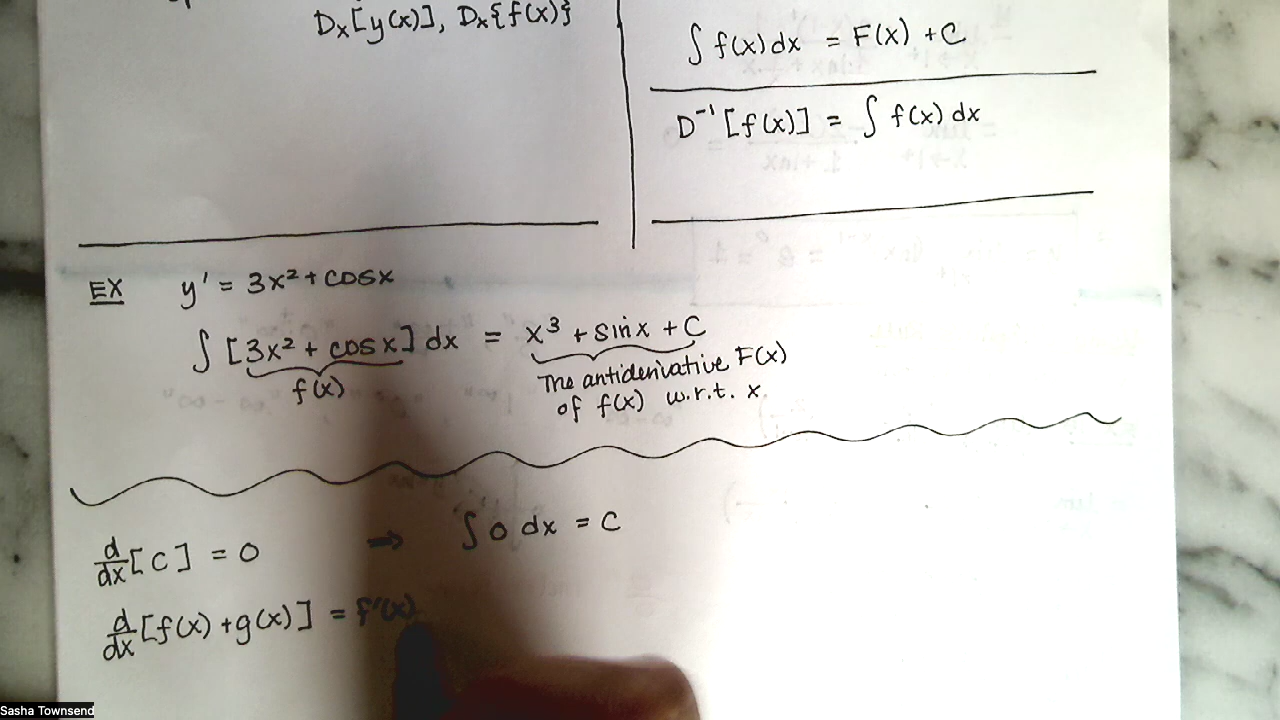 Dx[y(x)], Dx{f(x)}
∫ f(x) dx = F(x) + C
D⁻¹[f(x)] = ∫ f(x) dx
EX y' = 3x² + cosx
∫ [3x² + cos x] dx = x³ + sin x + C
f(x)
The antiderivative F(x)
of f(x) w.r.t. x
d/dx [C] = 0 ⇒ ∫ 0 dx = C
d/dx [f(x) + g(x)] = f'(x)
Sasha Townsend